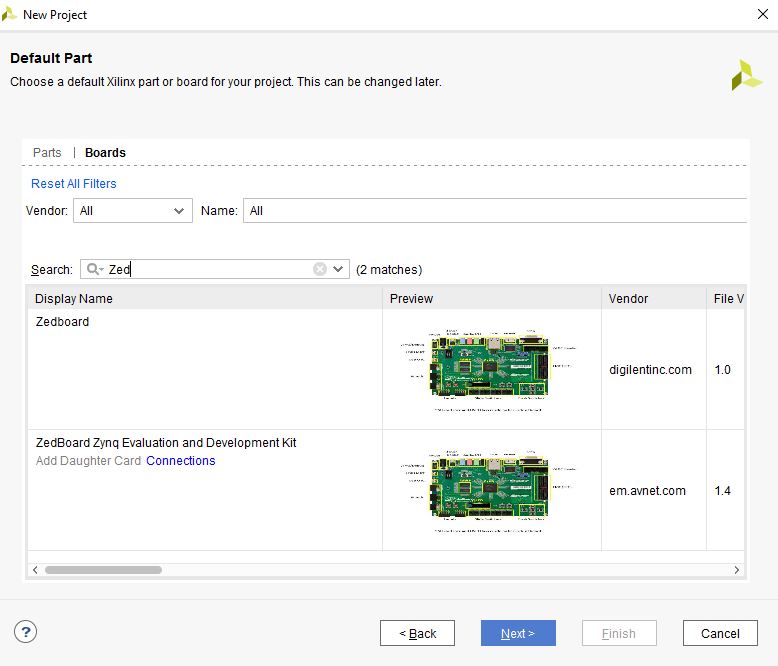 New Project
Default Part
Choose a default Xilinx part or board for your project. This can be changed later.
Parts | Boards
Reset All Filters
Vendor: All Name: All
Search: Zed (2 matches)
Display Name Preview Vendor File V
Zedboard
digilentinc.com 1.0
ZedBoard Zynq Evaluation and Development Kit
Add Daughter Card Connections
em.avnet.com 1.4
? < Back Next > Finish Cancel